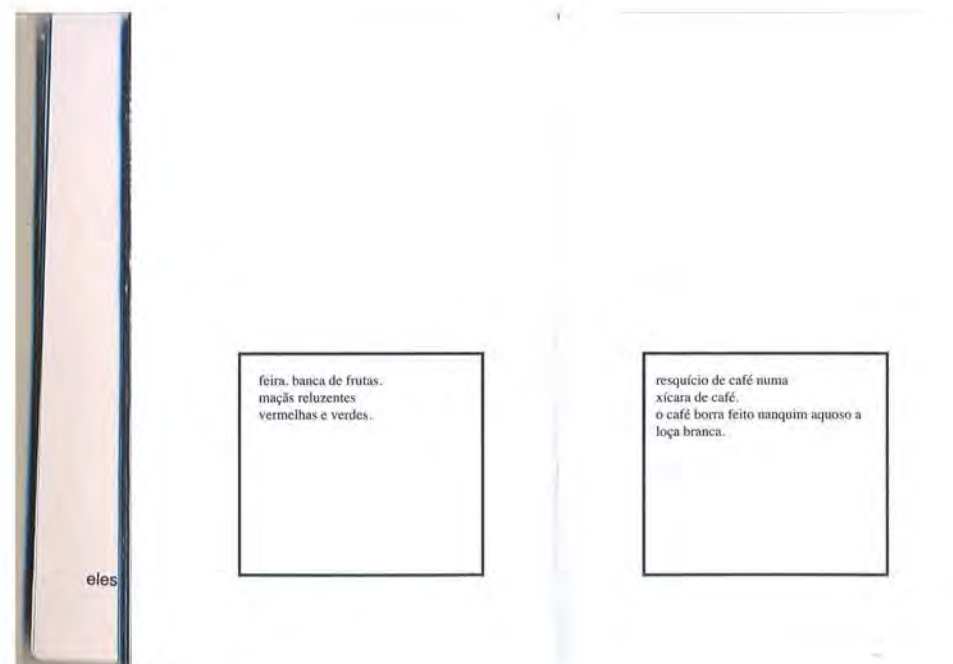 eles
feira. banca de frutas.
maçãs reluzentes
vermelhas e verdes.
resquício de café numa
xícara de café.
o café borra feito nanquim aquoso a
loça branca.